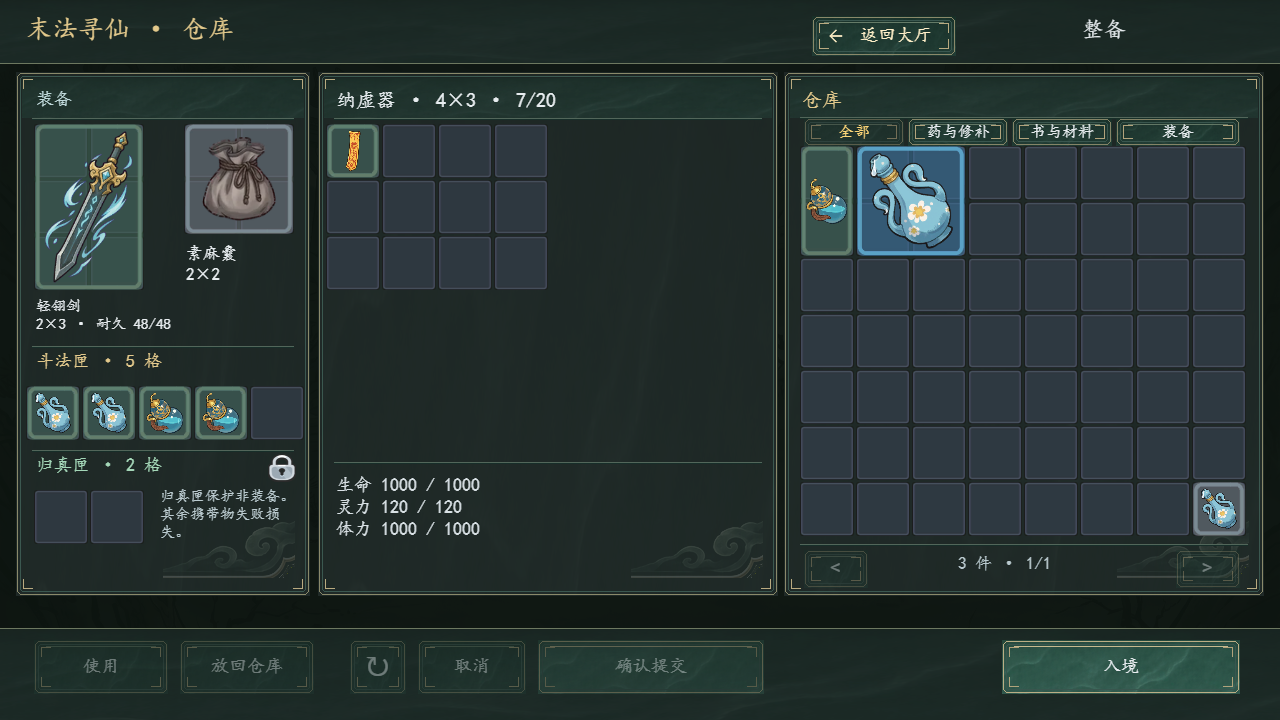 末法寻仙 • 仓库
← 返回大厅
整备
装备
素麻囊
2×2
轻翎剑
2×3 • 耐久 48/48
斗法匣 • 5 格
归真匣 • 2 格
归真匣保护非装备。
其余携带物失败损
失。
纳虚器 • 4×3 • 7/20
生命 1000 / 1000
灵力 120 / 120
体力 1000 / 1000
仓库
全部
药与修补
书与材料
装备
<
3 件 • 1/1
>
使用
放回仓库
↻
取消
确认提交
入境